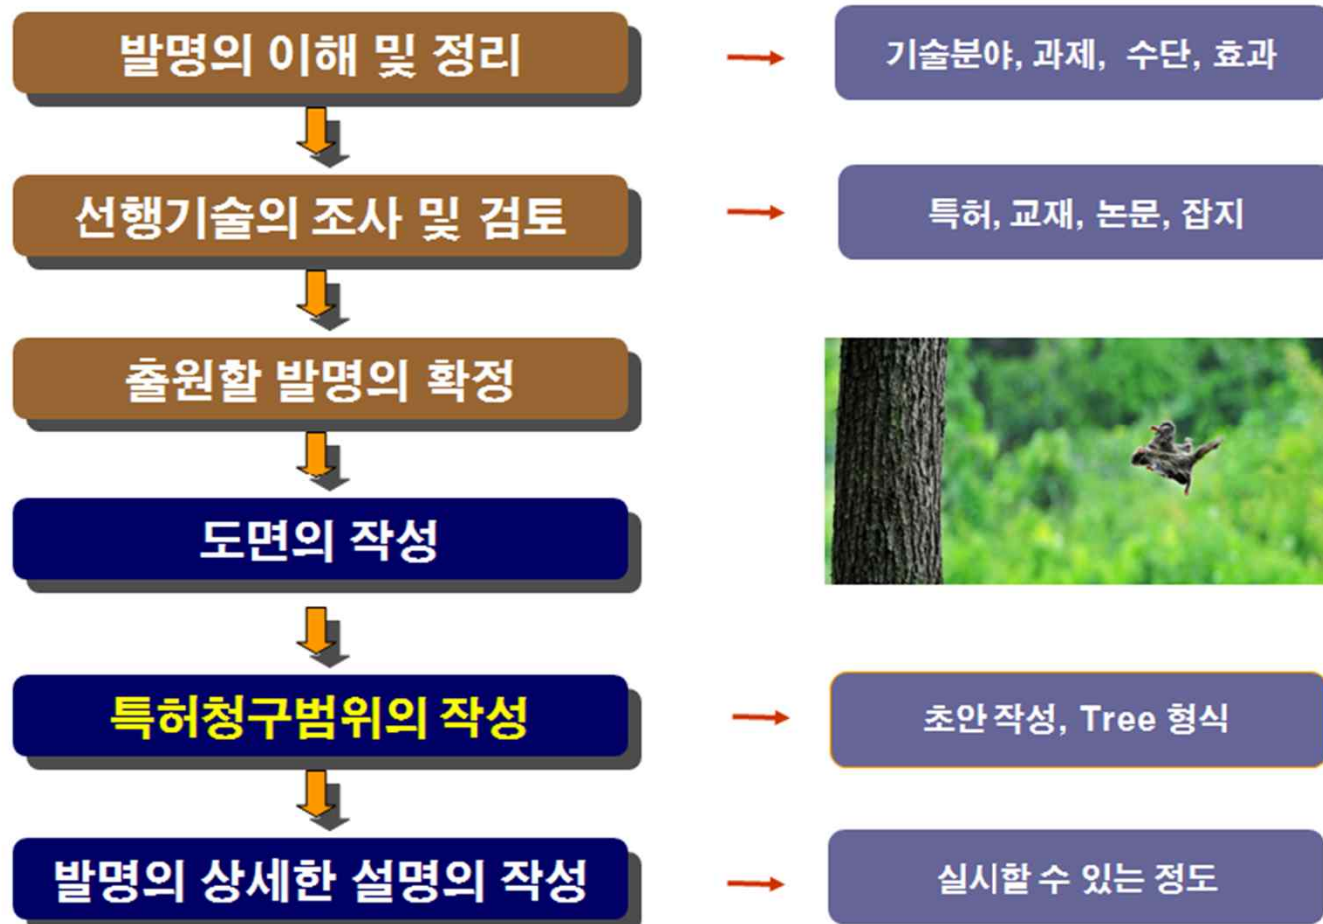 발명의 이해 및 정리
기술분야, 과제, 수단, 효과
선행기술의 조사 및 검토
특허, 교재, 논문, 잡지
출원할 발명의 확정
도면의 작성
특허청구범위의 작성
초안 작성, Tree 형식
발명의 상세한 설명의 작성
실시할 수 있는 정도